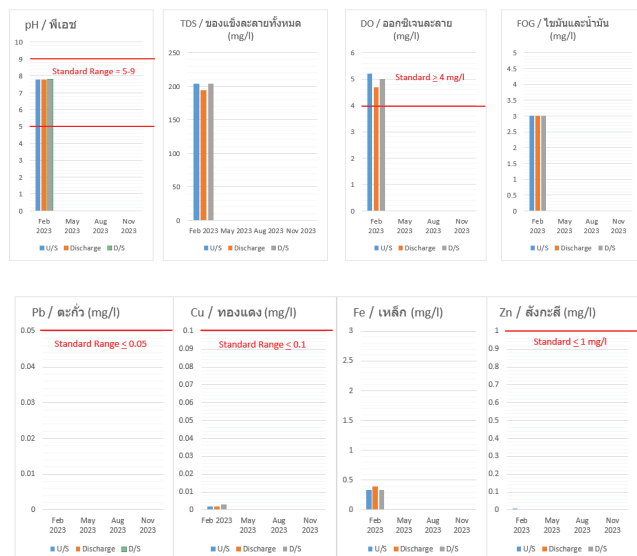 pH / พีเอช
10
9
Standard Range = 5-9
8
7
6
5
4
3
2
1
0
Feb 2023
May 2023
Aug 2023
Nov 2023
U/S Discharge D/S
TDS / ของแข็งละลายทั้งหมด
(mg/l)
250
200
150
100
50
0
Feb 2023 May 2023 Aug 2023 Nov 2023
U/S Discharge D/S
DO / ออกซิเจนละลาย
(mg/l)
6
5
Standard ≥ 4 mg/l
4
3
2
1
0
Feb 2023
May 2023
Aug 2023
Nov 2023
U/S Discharge D/S
FOG / ไขมันและน้ำมัน
(mg/l)
5
4.5
4
3.5
3
2.5
2
1.5
1
0.5
0
Feb 2023
May 2023
Aug 2023
Nov 2023
U/S Discharge D/S
Pb / ตะกั่ว (mg/l)
0.05
Standard Range ≤ 0.05
0.04
0.03
0.02
0.01
0
Feb 2023
May 2023
Aug 2023
Nov 2023
U/S Discharge D/S
Cu / ทองแดง (mg/l)
0.1
Standard Range ≤ 0.1
0.09
0.08
0.07
0.06
0.05
0.04
0.03
0.02
0.01
0
Feb 2023
May 2023
Aug 2023
Nov 2023
U/S Discharge D/S
Fe / เหล็ก (mg/l)
3
2.5
2
1.5
1
0.5
0
Feb 2023
May 2023
Aug 2023
Nov 2023
U/S Discharge D/S
Zn / สังกะสี (mg/l)
1
Standard ≤ 1 mg/l
0.9
0.8
0.7
0.6
0.5
0.4
0.3
0.2
0.1
0
Feb 2023
May 2023
Aug 2023
Nov 2023
U/S Discharge D/S